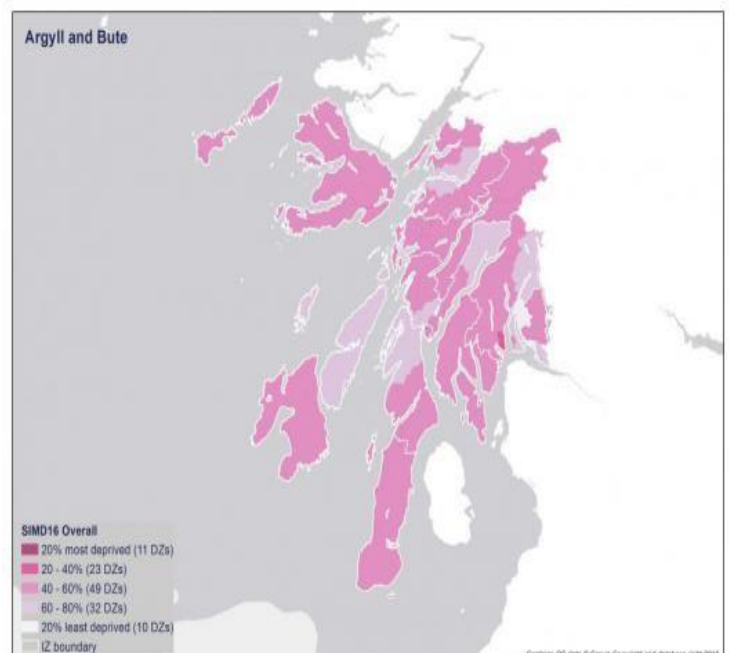 Argyll and Bute
SIMD16 Overall
20% most deprived (11 DZs)
20 - 40% (23 DZs)
40 - 60% (49 DZs)
60 - 80% (32 DZs)
20% least deprived (10 DZs)
IZ boundary